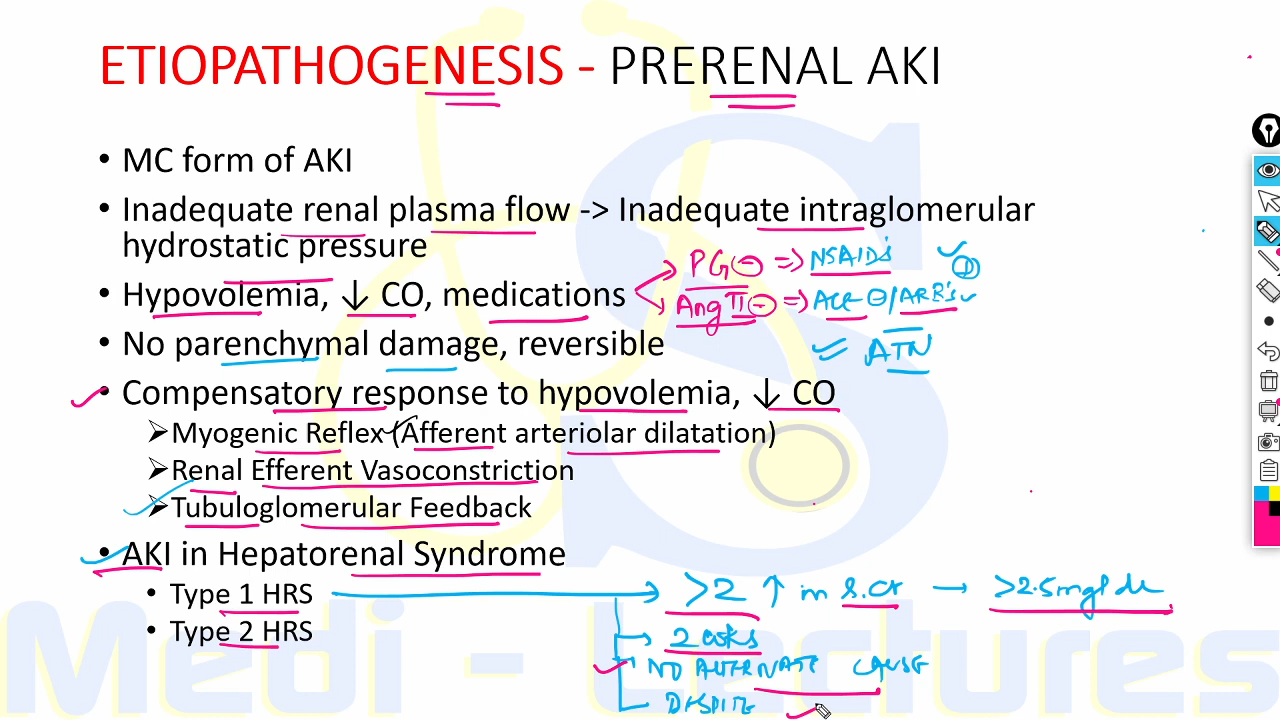 ETIOPATHOGENESIS - PRERENAL AKI
• MC form of AKI
• Inadequate renal plasma flow -> Inadequate intraglomerular
hydrostatic pressure
PG ⊖ => NSAIDs ✓ ①
• Hypovolemia, ↓ CO, medications
Ang II ⊖ => ACE ⊖/ARB's ✓
• No parenchymal damage, reversible
ATN
• Compensatory response to hypovolemia, ↓ CO
➢Myogenic Reflex (Afferent arteriolar dilatation)
➢Renal Efferent Vasoconstriction
➢Tubuloglomerular Feedback
• AKI in Hepatorenal Syndrome
• Type 1 HRS → >2 ↑ in S.Cr → >2.5mg/dL
• Type 2 HRS
2 wks
NO ALTERNATE CAUSE
DESPITE
Medi - Lectures